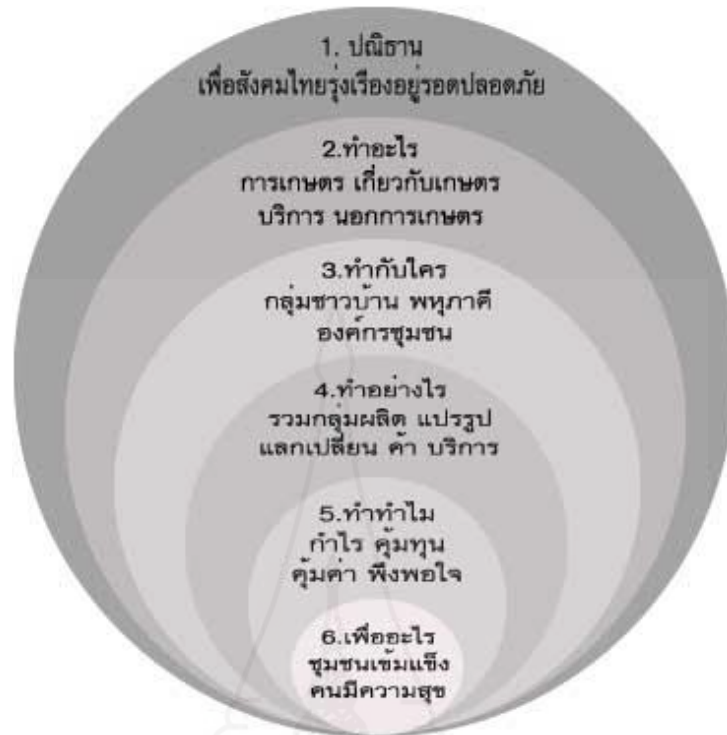 1. ปณิธาน
เพื่อสังคมไทยรุ่งเรืองอยู่รอดปลอดภัย
2.ทำอะไร
การเกษตร เกี่ยวกับเกษตร
บริการ นอกการเกษตร
3.ทำกับใคร
กลุ่มชาวบ้าน พหุภาคี
องค์กรชุมชน
4.ทำอย่างไร
รวมกลุ่มผลิต แปรรูป
แลกเปลี่ยน ค้า บริการ
5.ทำทำไม
กำไร คุ้มทุน
คุ้มค่า พึงพอใจ
6.เพื่ออะไร
ชุมชนเข้มแข็ง
คนมีความสุข